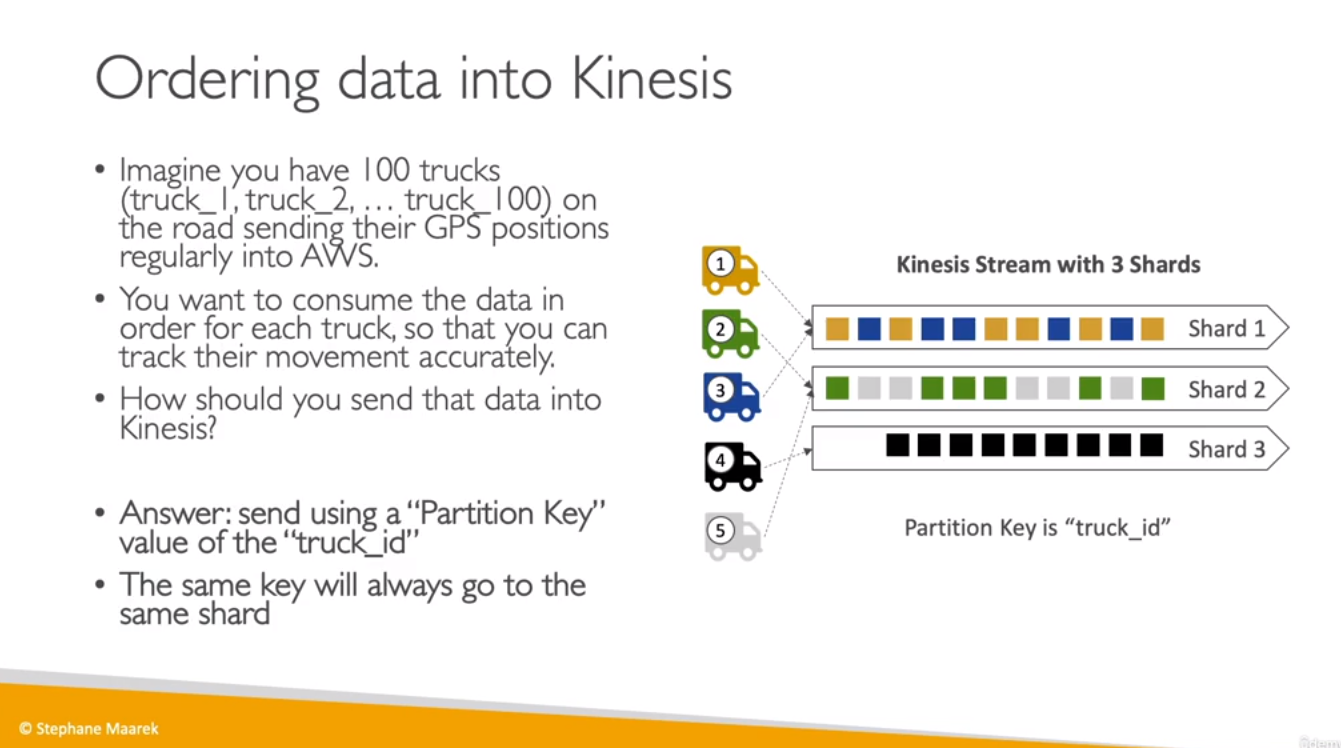 Ordering data into Kinesis
• Imagine you have 100 trucks
(truck_1, truck_2, … truck_100) on
the road sending their GPS positions
regularly into AWS.
• You want to consume the data in
order for each truck, so that you can
track their movement accurately.
• How should you send that data into
Kinesis?
• Answer: send using a “Partition Key”
value of the “truck_id”
• The same key will always go to the
same shard
1
2
3
4
5
Kinesis Stream with 3 Shards
Shard 1
Shard 2
Shard 3
Partition Key is “truck_id”
© Stephane Maarek